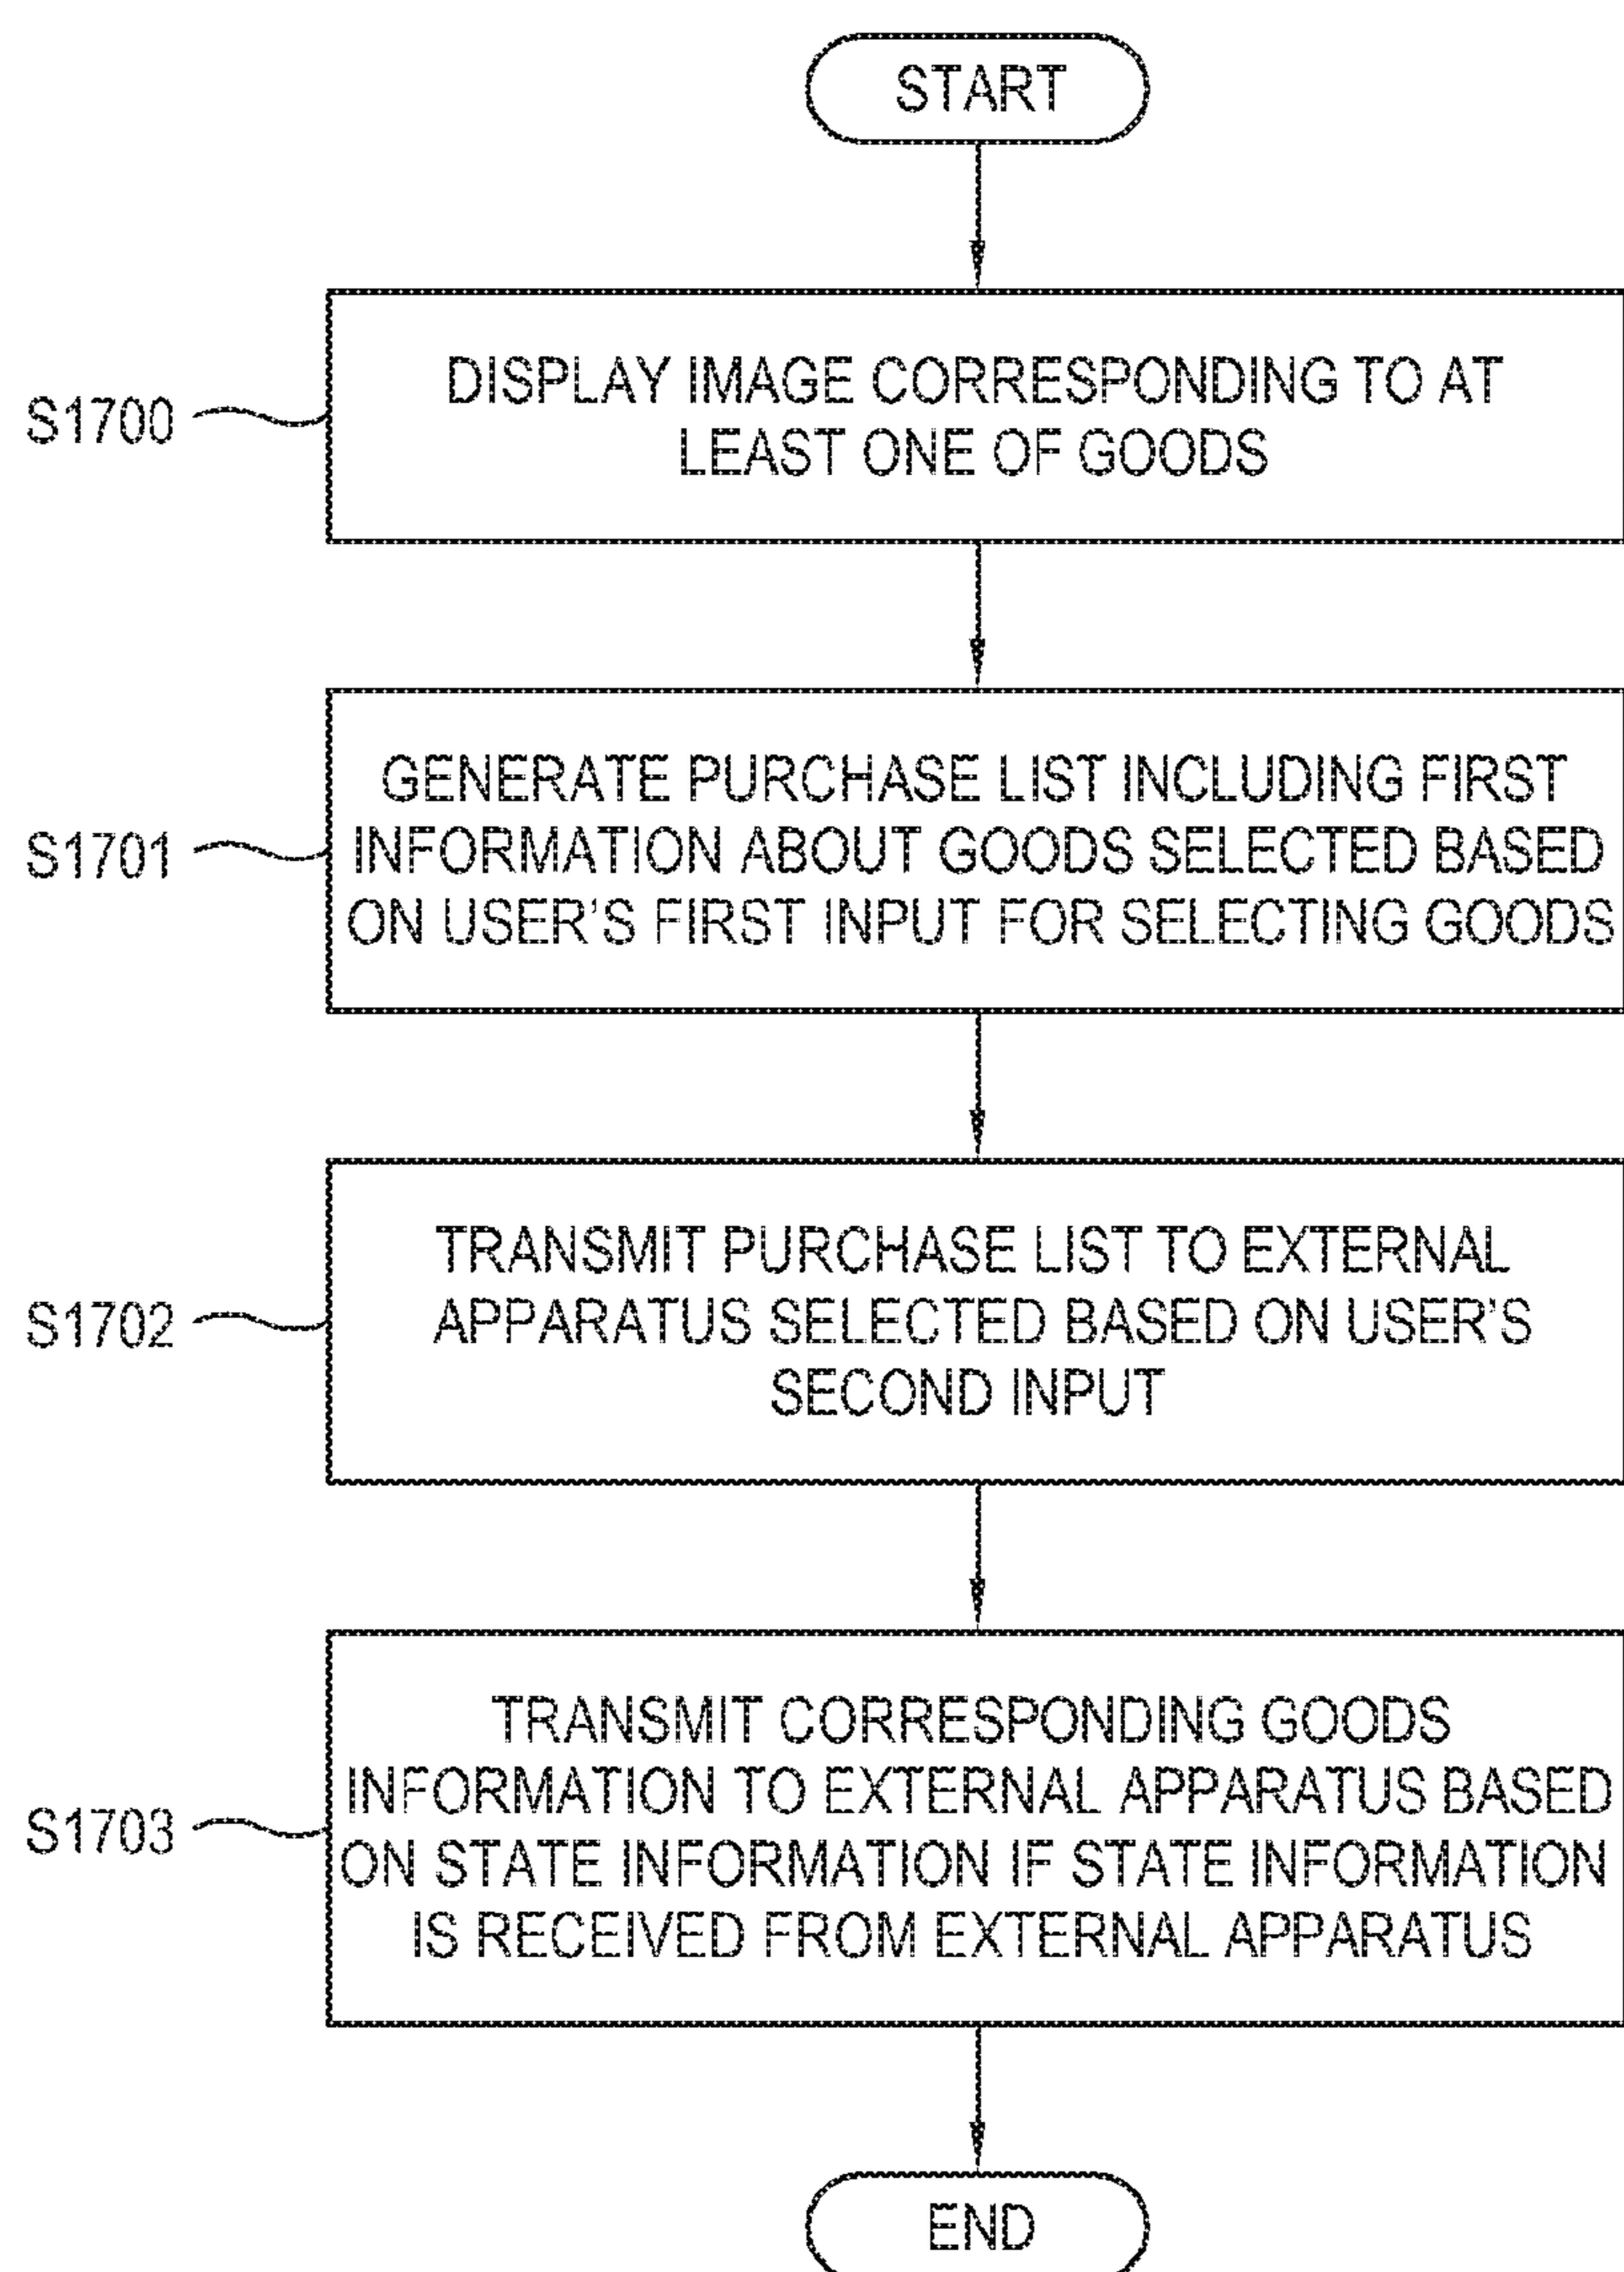 START
S1700
DISPLAY IMAGE CORRESPONDING TO AT
LEAST ONE OF GOODS
S1701
GENERATE PURCHASE LIST INCLUDING FIRST
INFORMATION ABOUT GOODS SELECTED BASED
ON USER'S FIRST INPUT FOR SELECTING GOODS
S1702
TRANSMIT PURCHASE LIST TO EXTERNAL
APPARATUS SELECTED BASED ON USER'S
SECOND INPUT
S1703
TRANSMIT CORRESPONDING GOODS
INFORMATION TO EXTERNAL APPARATUS BASED
ON STATE INFORMATION IF STATE INFORMATION
IS RECEIVED FROM EXTERNAL APPARATUS
END